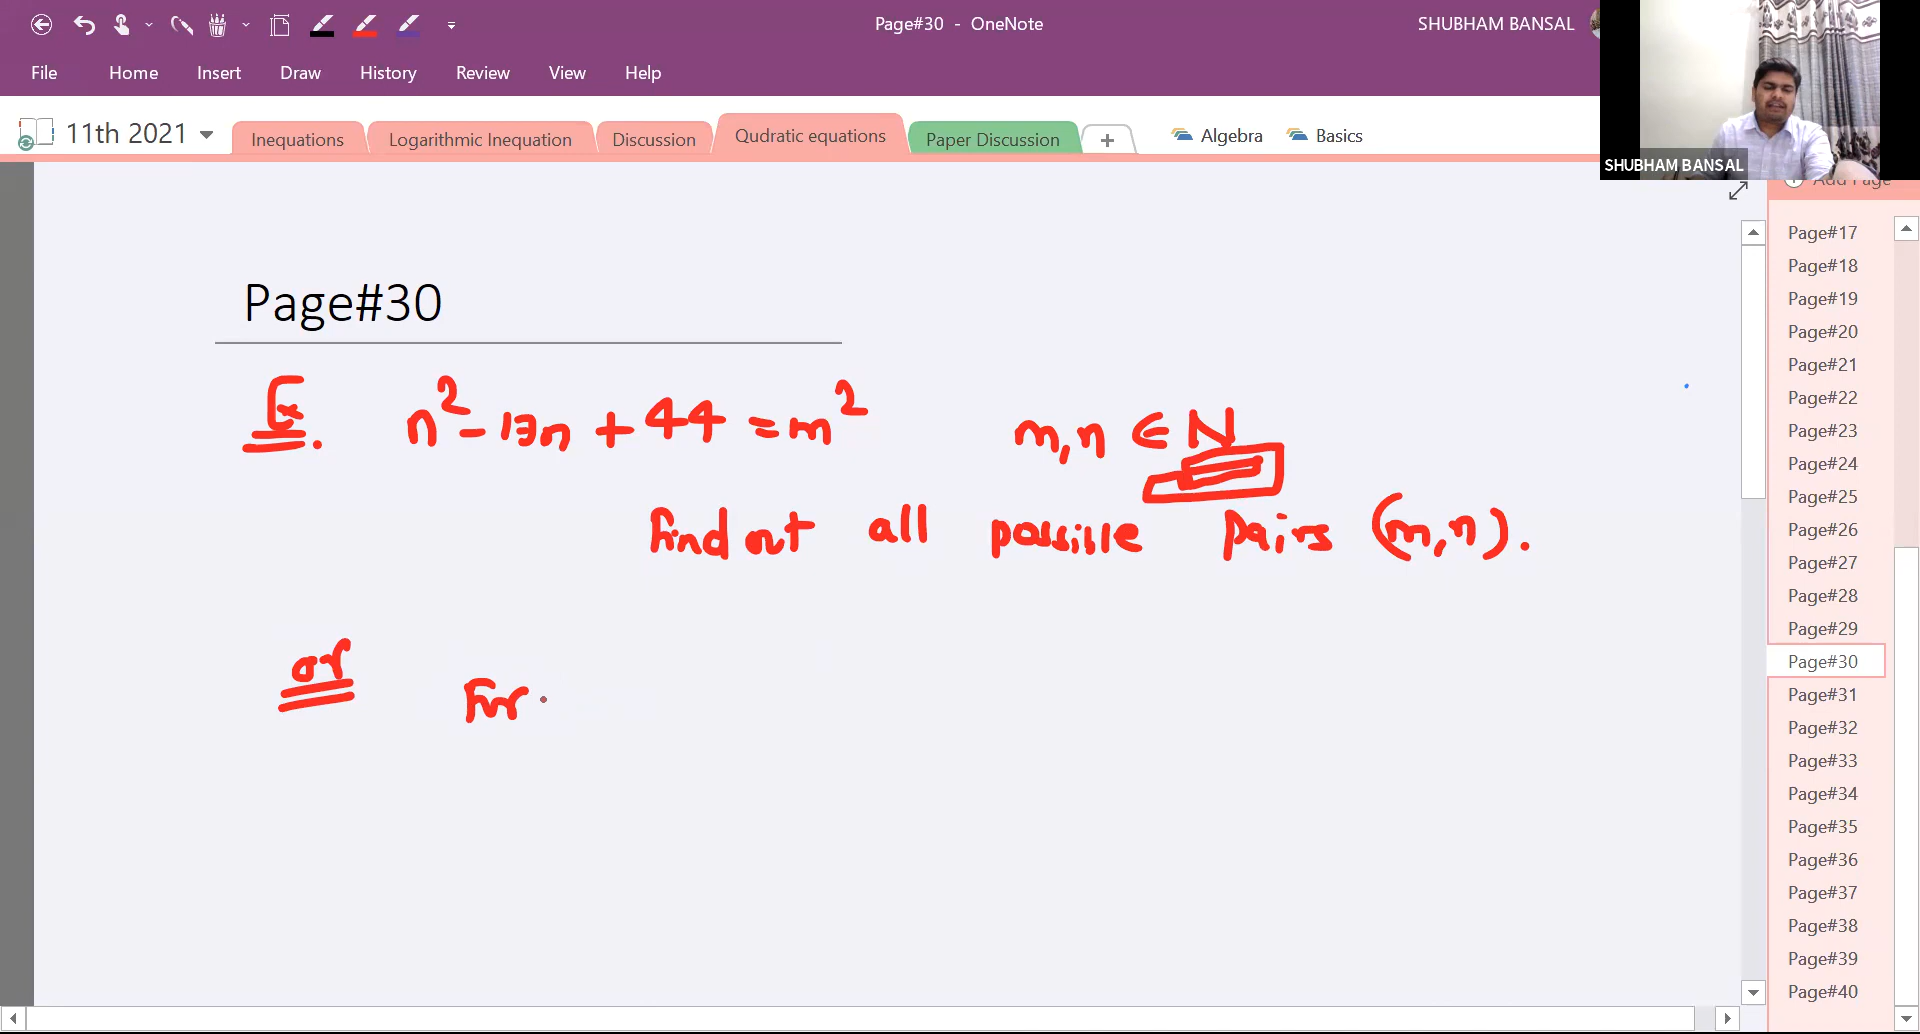 Page#30 - OneNote
SHUBHAM BANSAL
File Home Insert Draw History Review View Help
SHUBHAM BANSAL
11th 2021 Inequations Logarithmic Inequation Discussion Qudratic equations Paper Discussion + Algebra Basics
Add Page
Page#30
Ex. n² - 17n + 44 = m² m, n ∈ N
Find out all possible pairs (m, n).
or For
Page#17
Page#18
Page#19
Page#20
Page#21
Page#22
Page#23
Page#24
Page#25
Page#26
Page#27
Page#28
Page#29
Page#30
Page#31
Page#32
Page#33
Page#34
Page#35
Page#36
Page#37
Page#38
Page#39
Page#40